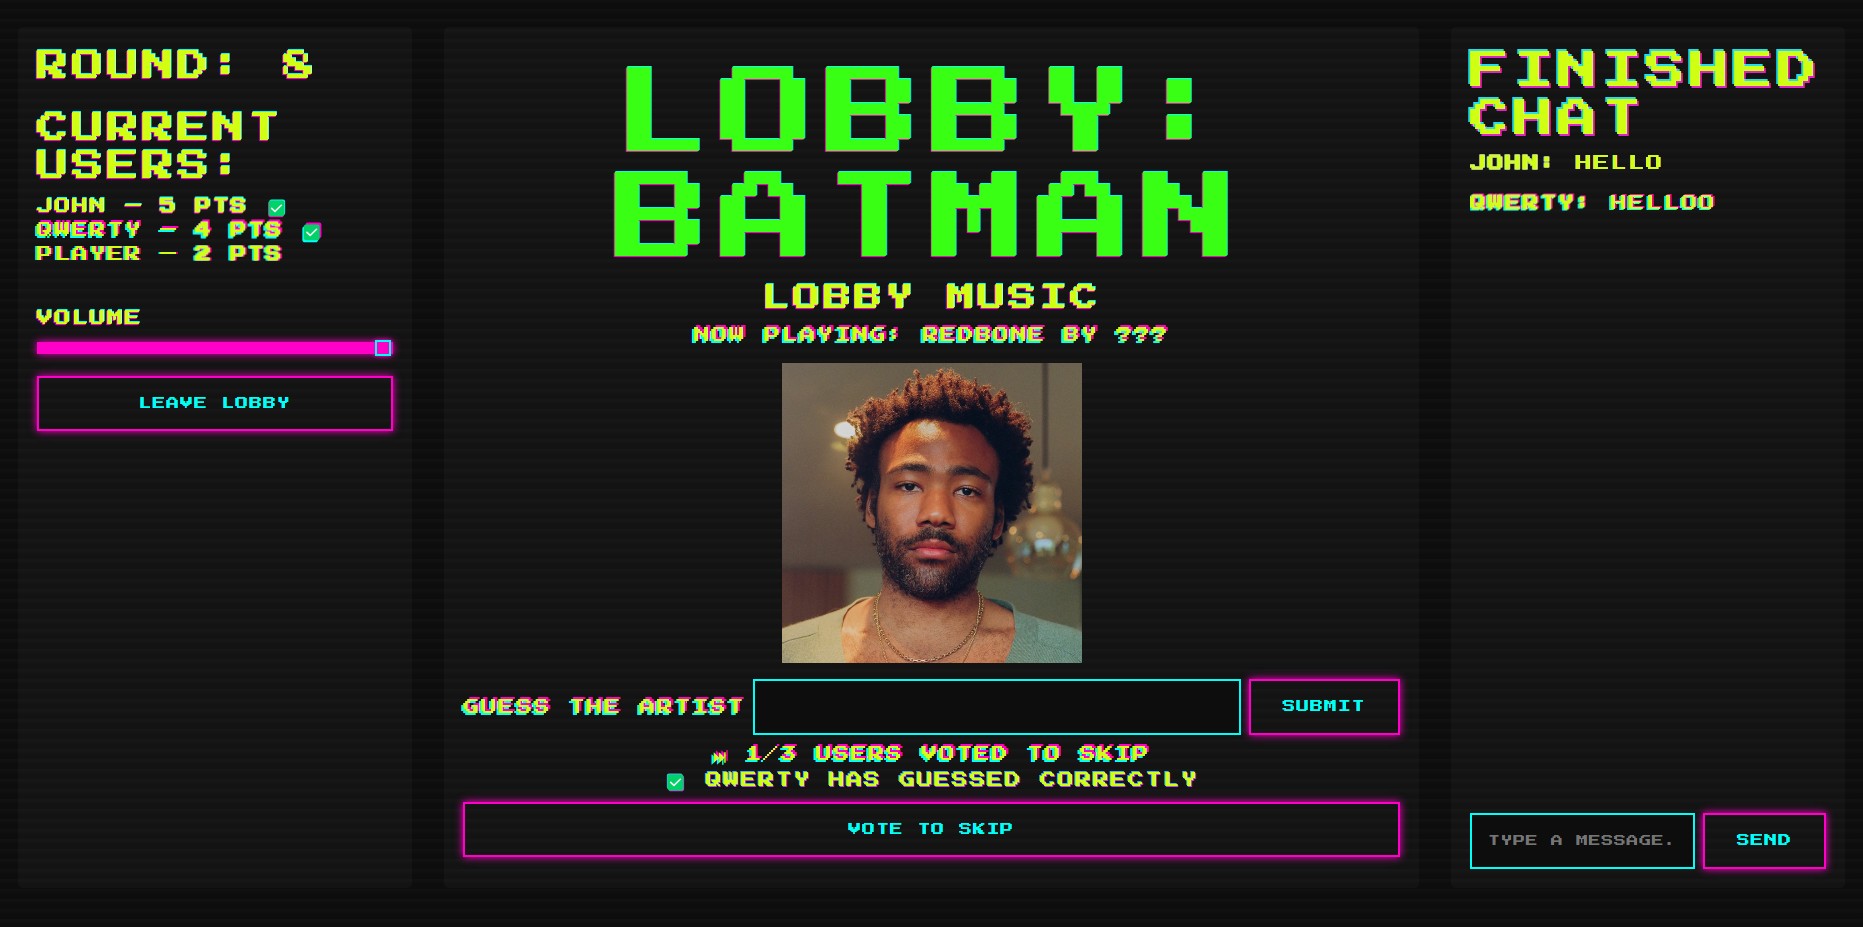 ROUND: 8
CURRENT
USERS:
JOHN - 5 PTS ✅
QWERTY - 4 PTS ✅
PLAYER - 2 PTS
VOLUME
LEAVE LOBBY
LOBBY:
BATMAN
LOBBY MUSIC
NOW PLAYING: REDBONE BY ???
GUESS THE ARTIST
SUBMIT
⏭ 1/3 USERS VOTED TO SKIP
✅ QWERTY HAS GUESSED CORRECTLY
VOTE TO SKIP
FINISHED
CHAT
JOHN: HELLO
QWERTY: HELLOO
TYPE A MESSAGE.
SEND